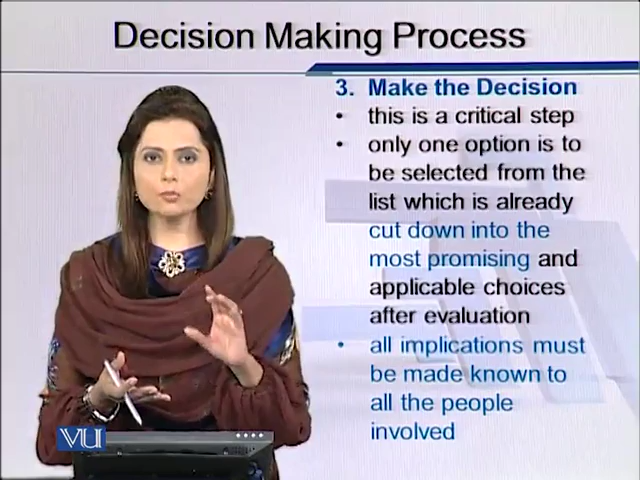 Decision Making Process
3. Make the Decision
• this is a critical step
• only one option is to
be selected from the
list which is already
cut down into the
most promising and
applicable choices
after evaluation
• all implications must
be made known to
all the people
involved
VU